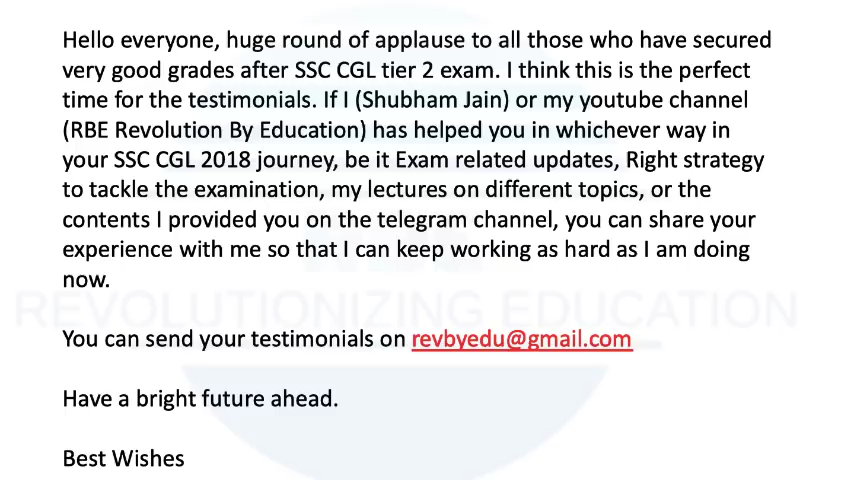 Hello everyone, huge round of applause to all those who have secured
very good grades after SSC CGL tier 2 exam. I think this is the perfect
time for the testimonials. If I (Shubham Jain) or my youtube channel
(RBE Revolution By Education) has helped you in whichever way in
your SSC CGL 2018 journey, be it Exam related updates, Right strategy
to tackle the examination, my lectures on different topics, or the
contents I provided you on the telegram channel, you can share your
experience with me so that I can keep working as hard as I am doing
now.
REVOLUTIONIZING EDUCATION
You can send your testimonials on revbyedu@gmail.com
Have a bright future ahead.
Best Wishes